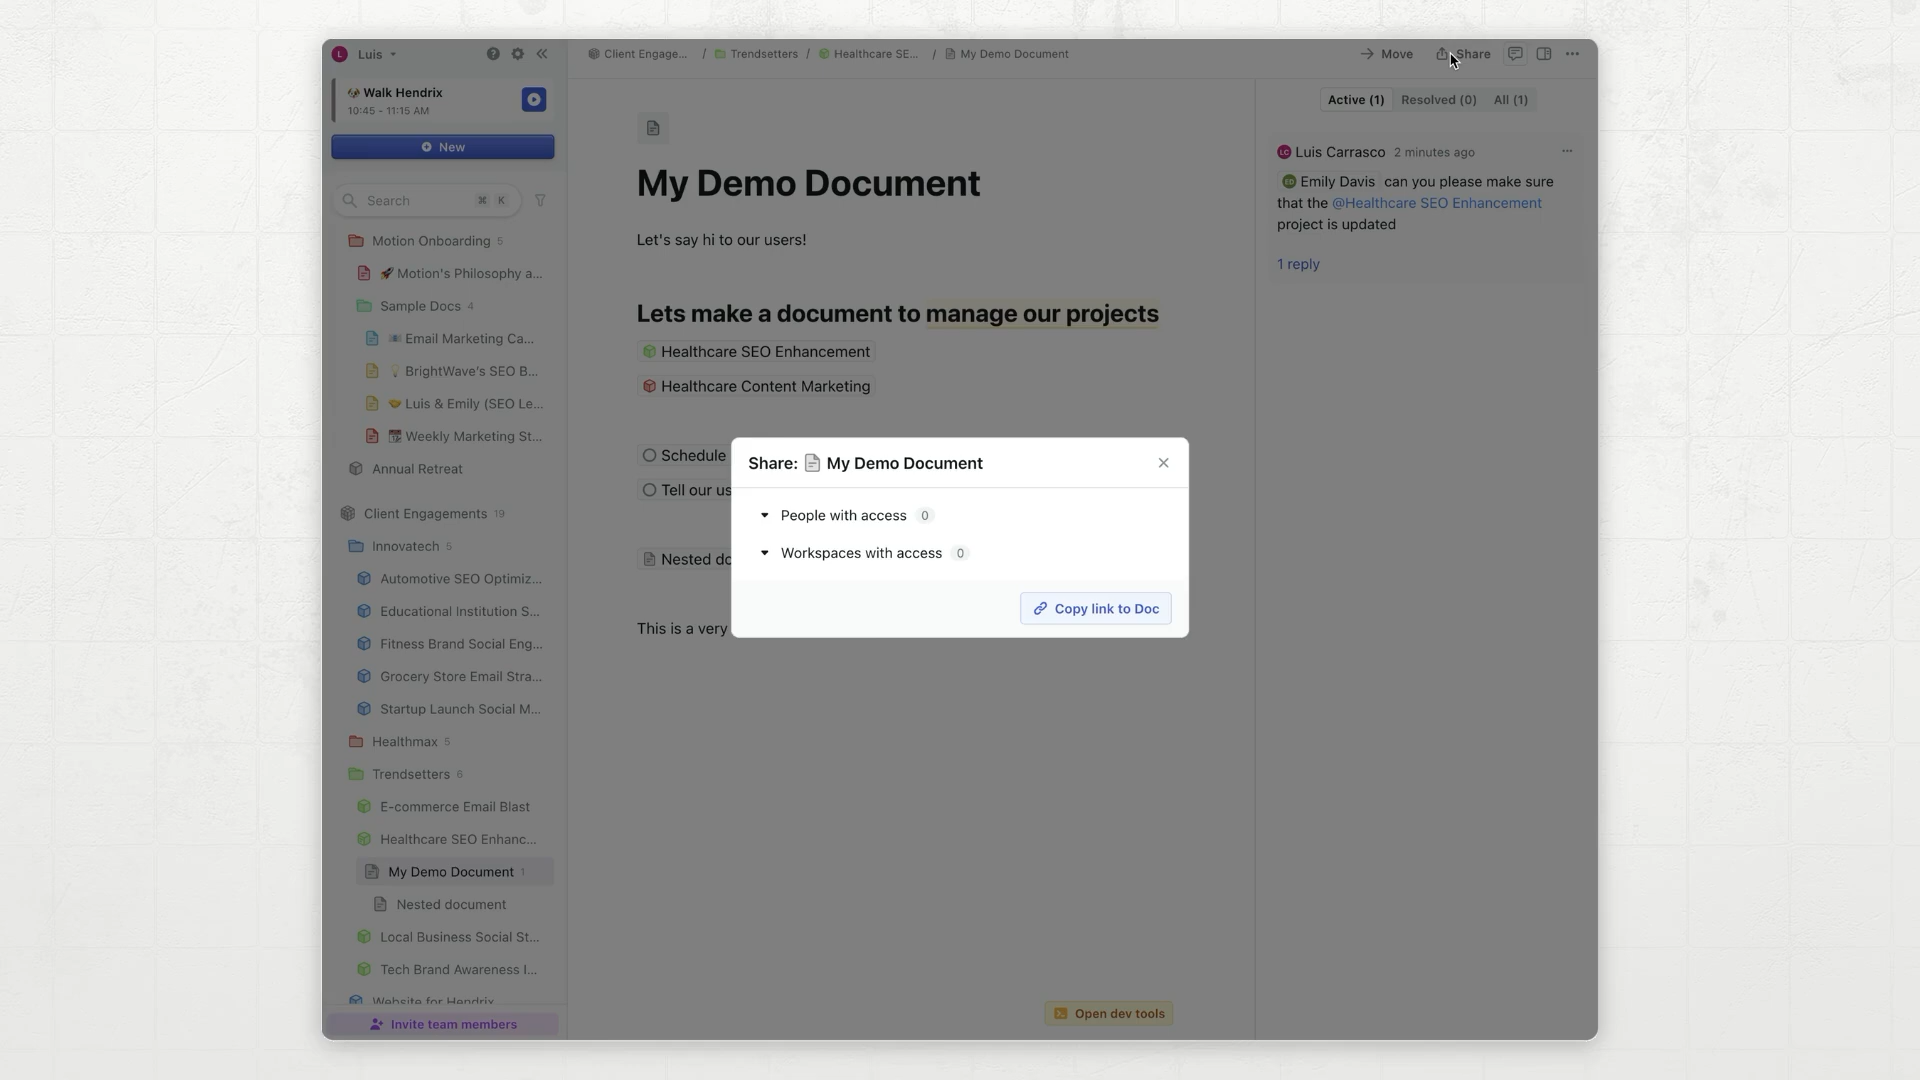 Luis
Walk Hendrix
10:45 - 11:15 AM
New
Search ⌘ K
Motion Onboarding 5
🚀 Motion's Philosophy a...
Sample Docs 4
Email Marketing Ca...
BrightWave's SEO B...
Luis & Emily (SEO Le...
Weekly Marketing St...
Annual Retreat
Client Engagements 19
Innovatech 5
Automotive SEO Optimiz...
Educational Institution S...
Fitness Brand Social Eng...
Grocery Store Email Stra...
Startup Launch Social M...
Healthmax 5
Trendsetters 6
E-commerce Email Blast
Healthcare SEO Enhanc...
My Demo Document 1
Nested document
Local Business Social St...
Tech Brand Awareness I...
Website for Hendrix
Invite team members
Client Engage... / Trendsetters / Healthcare SE... / My Demo Document
Move Share
My Demo Document
Let's say hi to our users!
Lets make a document to manage our projects
Healthcare SEO Enhancement
Healthcare Content Marketing
Schedule
Tell our us
Nested do
This is a very
Share: My Demo Document
People with access 0
Workspaces with access 0
Copy link to Doc
Open dev tools
Active (1) Resolved (0) All (1)
LC Luis Carrasco 2 minutes ago
ED Emily Davis can you please make sure
that the @Healthcare SEO Enhancement
project is updated
1 reply